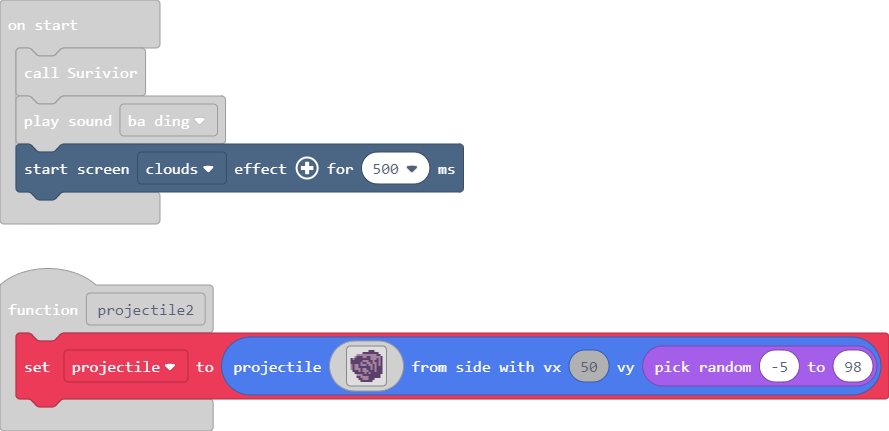 on start
call Surivior
play sound ba ding
start screen clouds effect for 500 ms
function projectile2
set projectile to projectile from side with vx 50 vy pick random -5 to 98